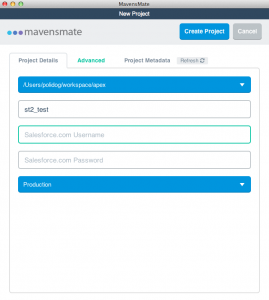 MavensMate
New Project
mavensmate
Create Project
Cancel
Project Details
Advanced
Project Metadata
Refresh
/Users/polidog/workspace/apex
st2_test
Salesforce.com Username
Salesforce.com Password
Production